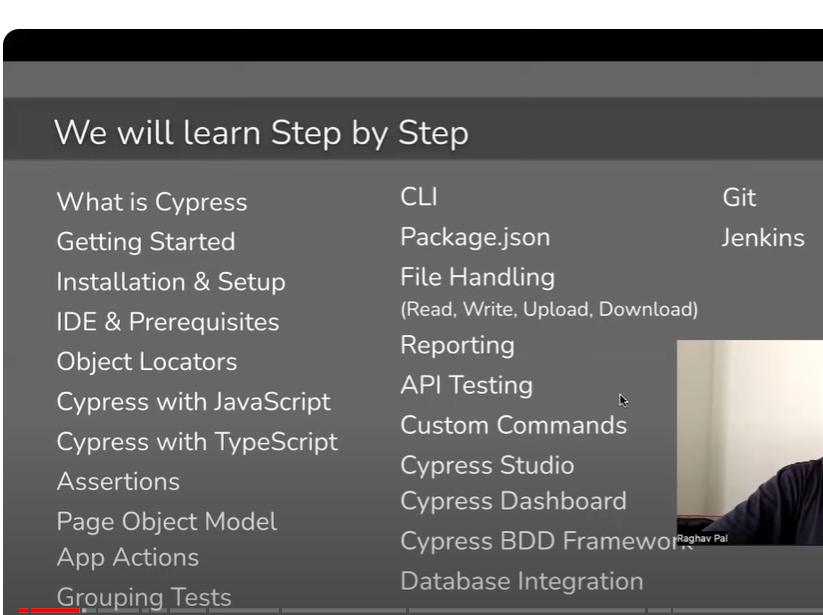 We will learn Step by Step
What is Cypress
Getting Started
Installation & Setup
IDE & Prerequisites
Object Locators
Cypress with JavaScript
Cypress with TypeScript
Assertions
Page Object Model
App Actions
Grouping Tests
CLI
Package.json
File Handling
(Read, Write, Upload, Download)
Reporting
API Testing
Custom Commands
Cypress Studio
Cypress Dashboard
Cypress BDD Framework
Database Integration
Git
Jenkins
Raghav Pal